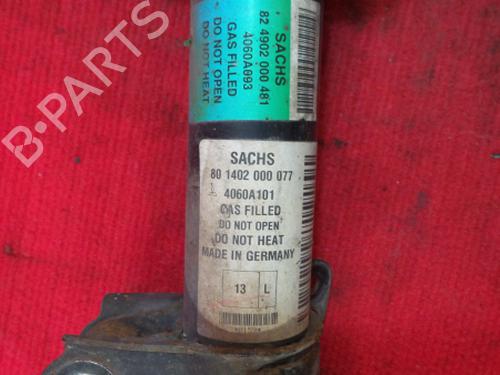 SACHS
82 4902 000 481
4060A093
GAS FILLED
DO NOT OPEN
DO NOT HEAT
SACHS
80 1402 000 077
4060A101
GAS FILLED
DO NOT OPEN
DO NOT HEAT
MADE IN GERMANY
13 L
B-PARTS